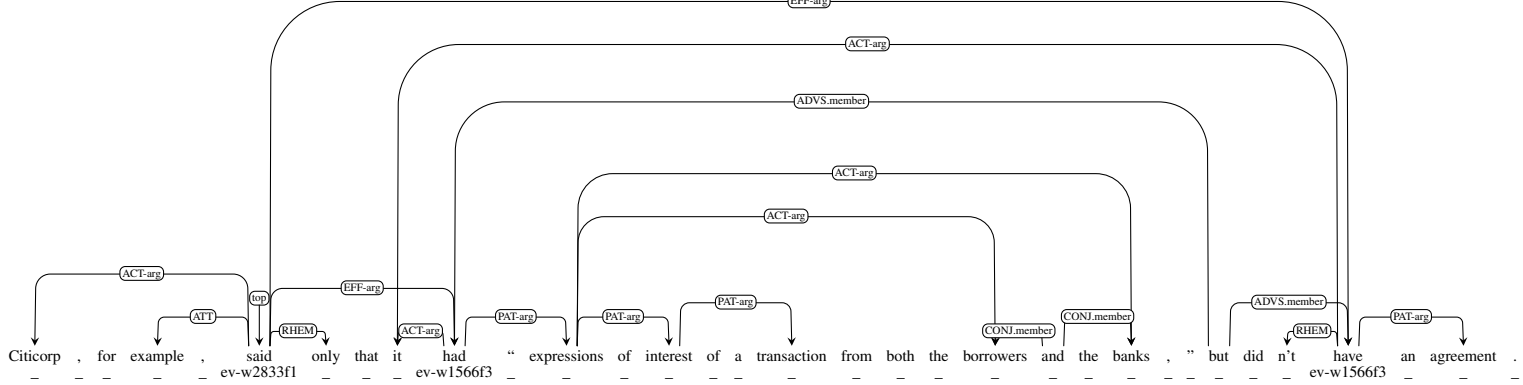 EFF-arg
ACT-arg
ADVS.member
ACT-arg
ACT-arg
ACT-arg
EFF-arg
top
PAT-arg
ADVS.member
ATT
PAT-arg
PAT-arg
CONJ.member
PAT-arg
RHEM
ACT-arg
CONJ.member
RHEM
Citicorp , for example , said only that it had “ expressions of interest of a transaction from both the borrowers and the banks , ” but did n't have an agreement .
ev-w2833f1 ev-w1566f3 ev-w1566f3
_ _ _ _ _ _ _ _ _ _ _ _ _ _ _ _ _ _ _ _ _ _ _ _ _ _ _ _ _ _